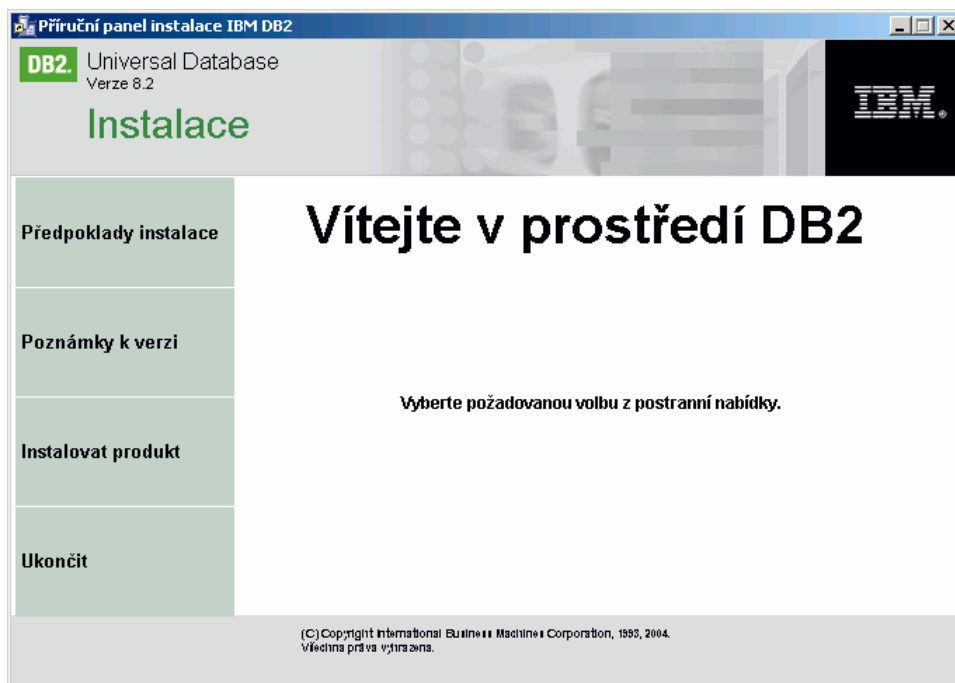 Příruční panel instalace IBM DB2
DB2. Universal Database
Verze 8.2
Instalace
IBM.
Předpoklady instalace
Poznámky k verzi
Instalovat produkt
Ukončit
Vítejte v prostředí DB2
Vyberte požadovanou volbu z postranní nabídky.
(C) Copyright International Business Machines Corporation, 1993, 2004.
Všechna práva vyhrazena.